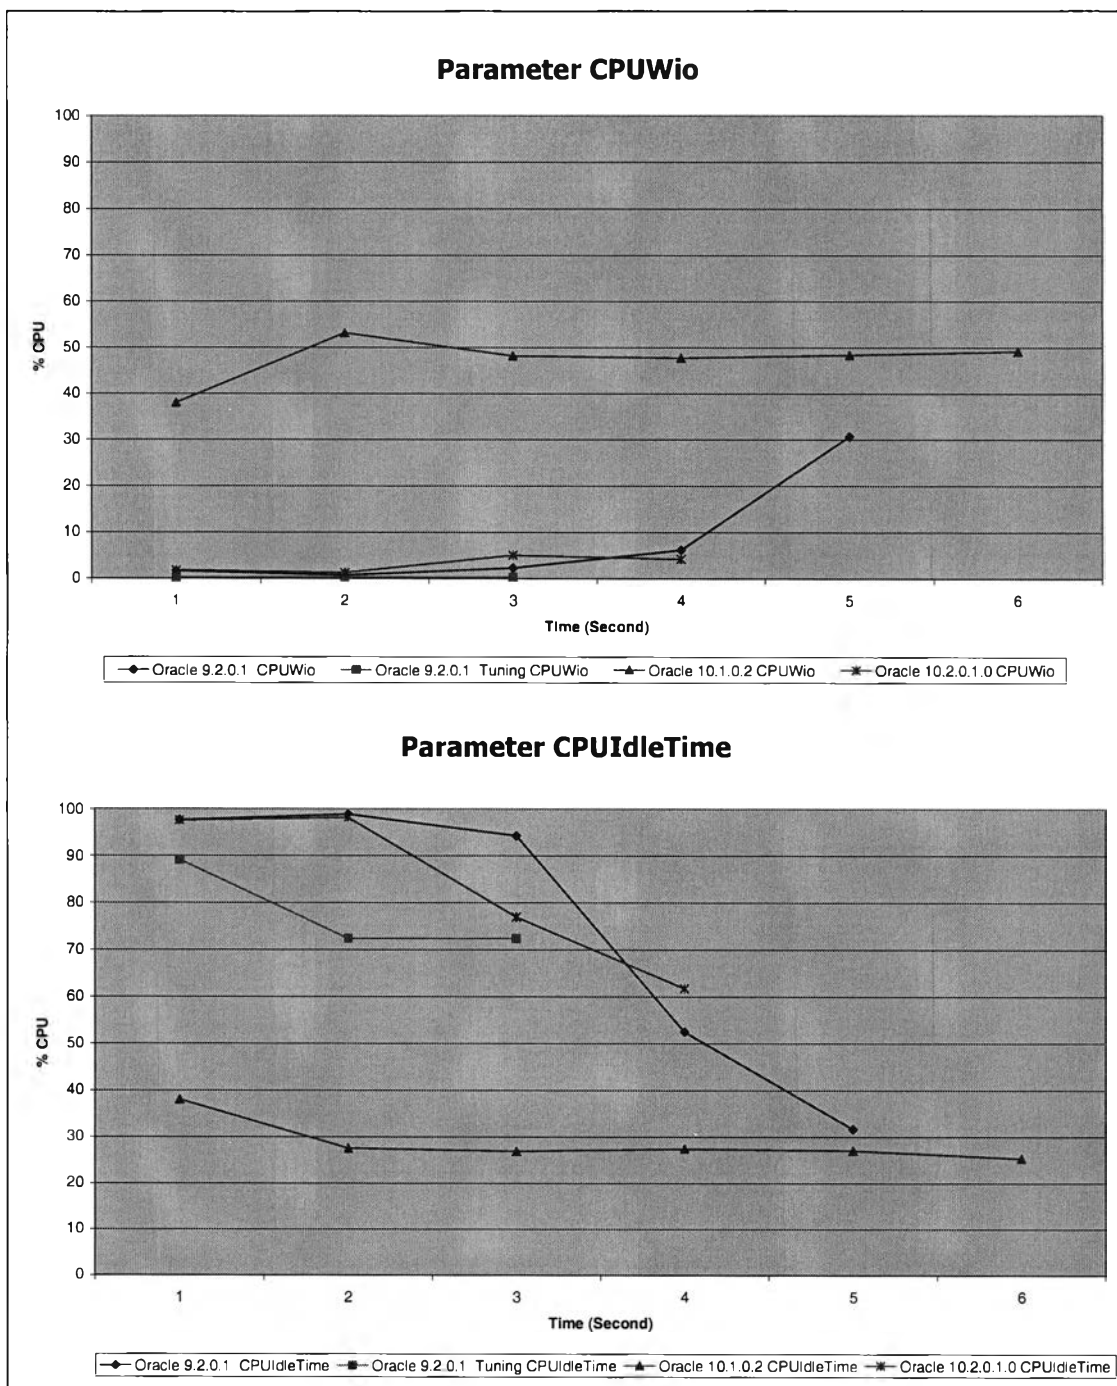 Parameter CPUWio
100
90
80
70
60
50
40
30
20
10
0
% CPU
1 2 3 4 5 6
Time (Second)
Oracle 9.2.0.1 CPUWio Oracle 9.2.0.1 Tuning CPUWio Oracle 10.1.0.2 CPUWio Oracle 10.2.0.1.0 CPUWio
Parameter CPUIdleTime
100
90
80
70
60
50
40
30
20
10
0
% CPU
1 2 3 4 5 6
Time (Second)
Oracle 9.2.0.1 CPUIdleTime Oracle 9.2.0.1 Tuning CPUIdleTime Oracle 10.1.0.2 CPUIdleTime Oracle 10.2.0.1.0 CPUIdleTime